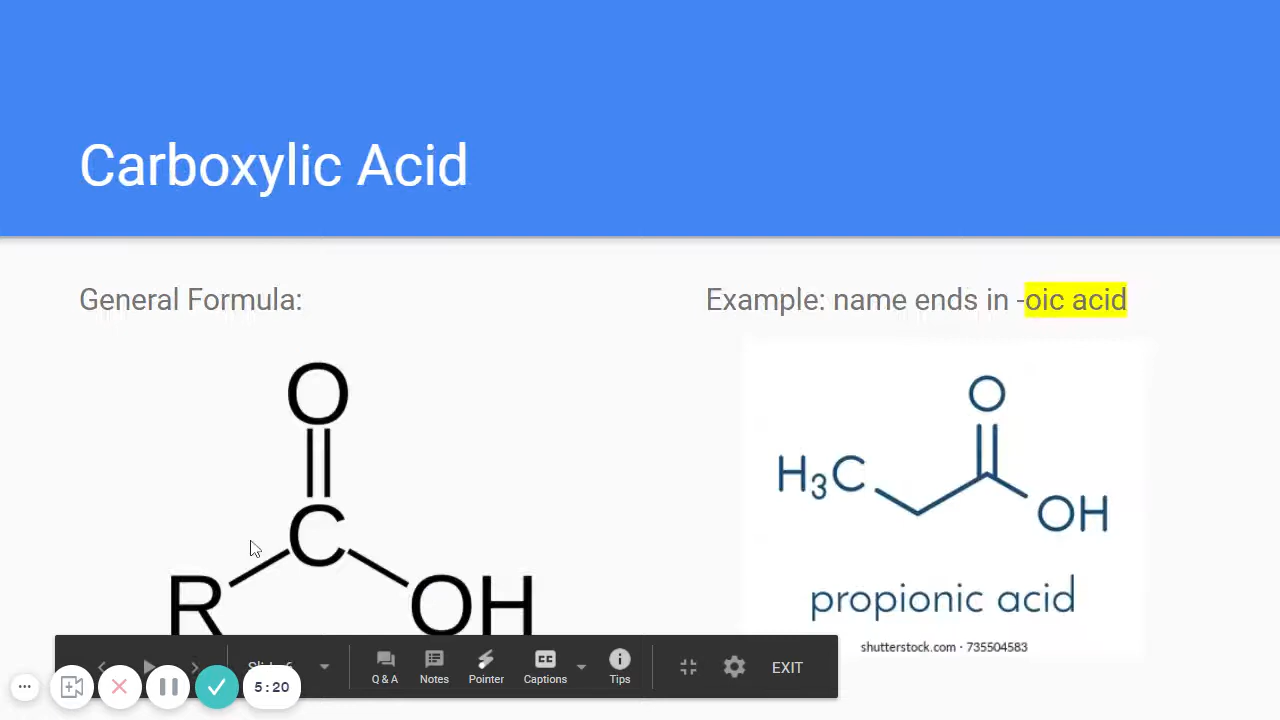 Carboxylic Acid
General Formula:
O
C
R
OH
Example: name ends in -oic acid
O
H3C
OH
propionic acid
shutterstock.com · 735504583
Q & A
Notes
Pointer
CC
Captions
Tips
EXIT
5:20